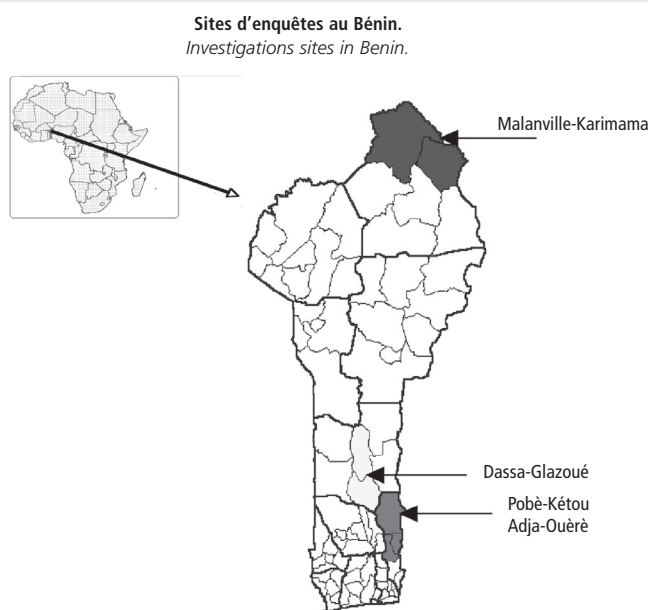 Sites d’enquêtes au Bénin.
Investigations sites in Benin.
Malanville-Karimama
Dassa-Glazoué
Pobè-Kétou
Adja-Ouèrè